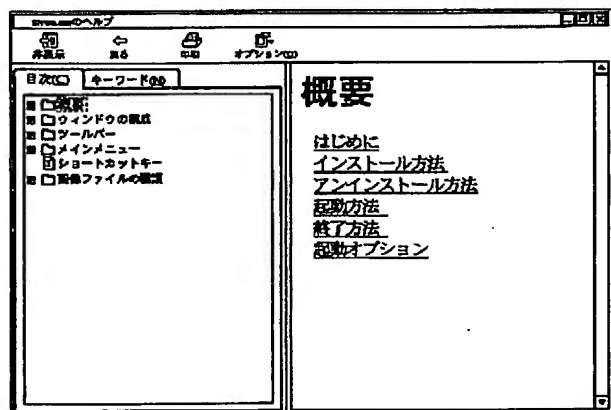 のヘルプ
非表示 戻る 印刷 オプション(O)
目次(C) キーワード(N)
概要
ウィンドウの構成
ツールバー
メインメニュー
ショートカットキー
画像ファイルの種類
概要
はじめに
インストール方法
アンインストール方法
起動方法
終了方法
起動オプション